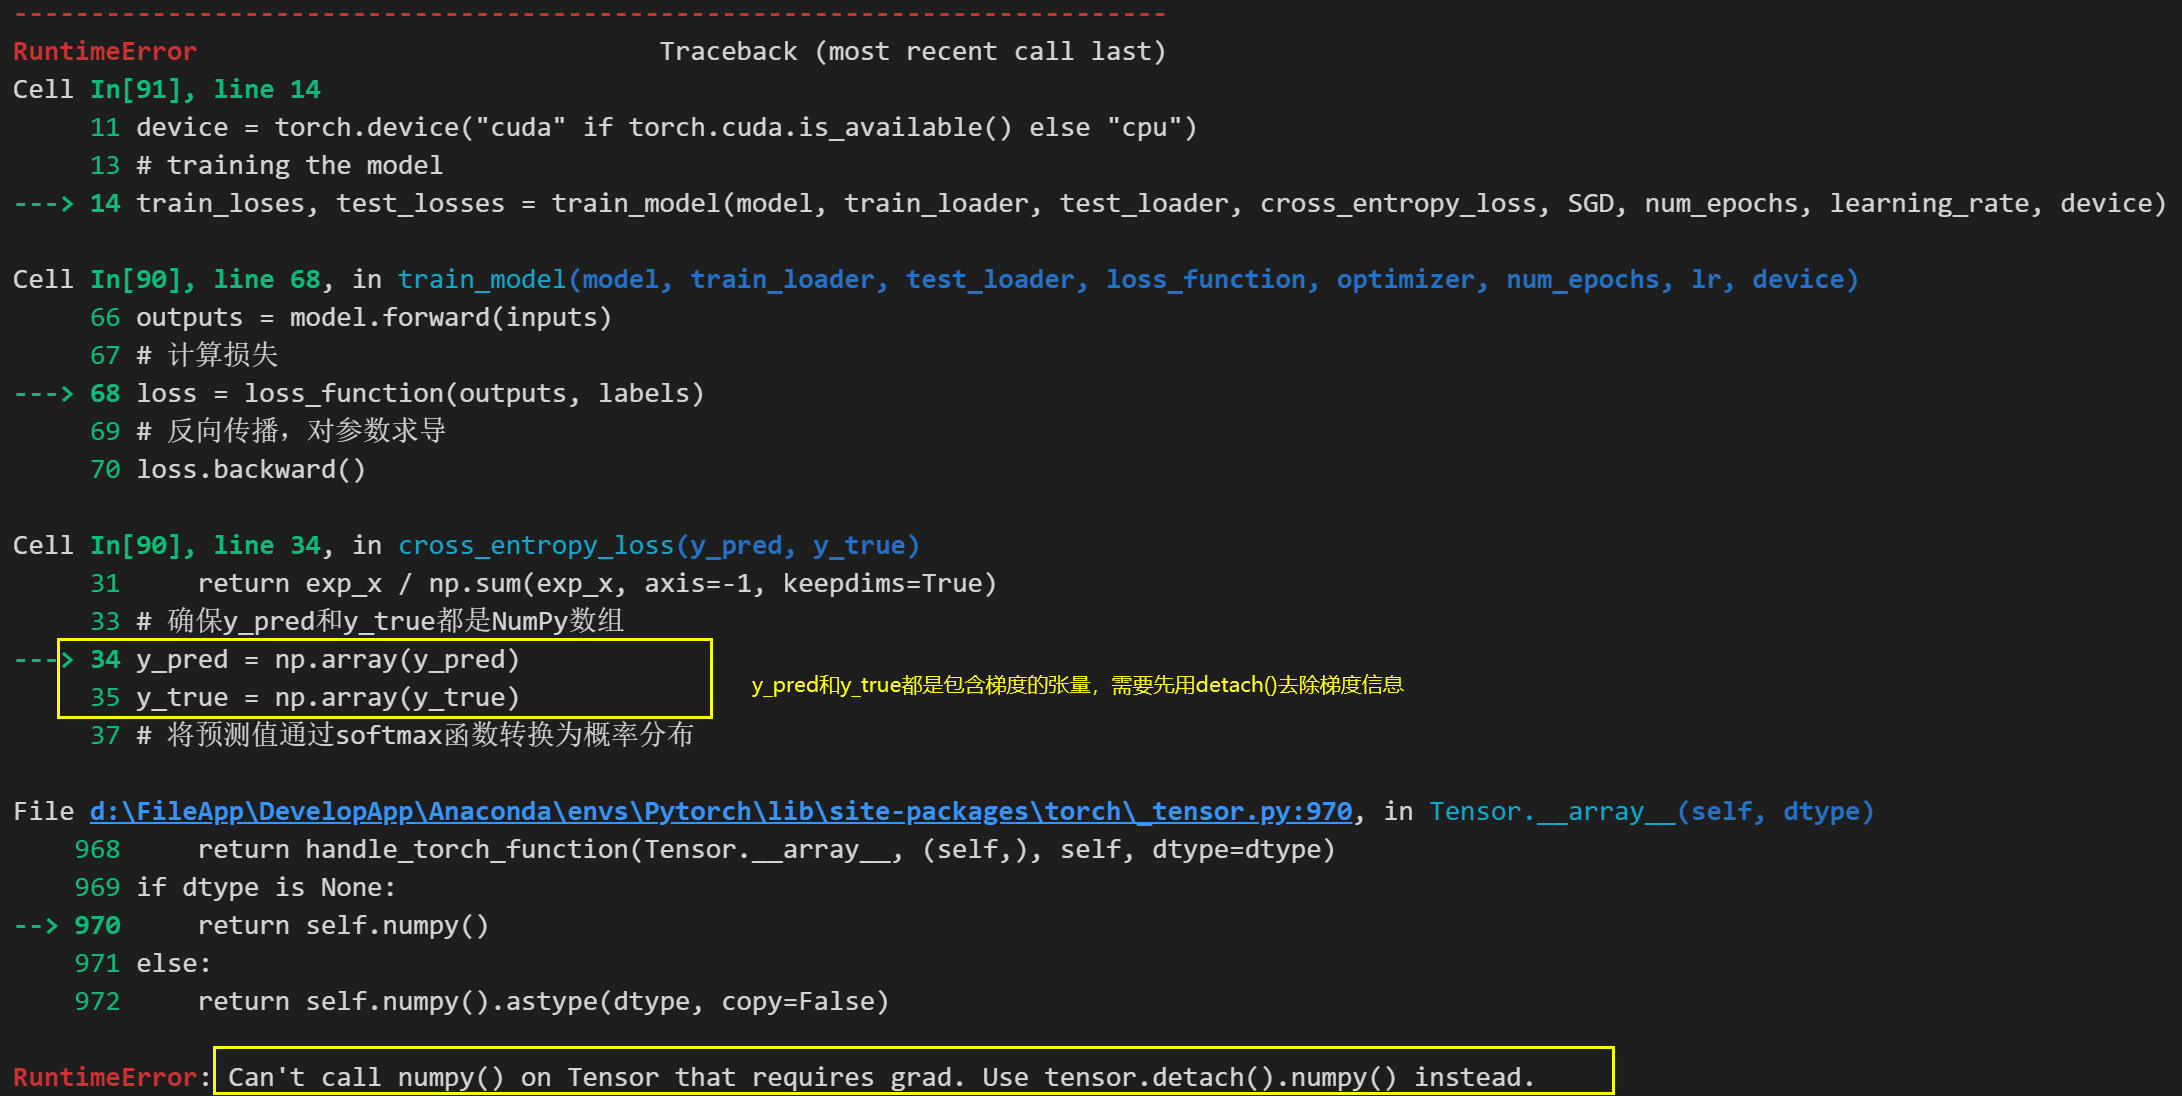 ---------------------------------------------------------------------------
RuntimeError                              Traceback (most recent call last)
Cell In[91], line 14
     11 device = torch.device("cuda" if torch.cuda.is_available() else "cpu")
     13 # training the model
---> 14 train_loses, test_losses = train_model(model, train_loader, test_loader, cross_entropy_loss, SGD, num_epochs, learning_rate, device)
Cell In[90], line 68, in train_model(model, train_loader, test_loader, loss_function, optimizer, num_epochs, lr, device)
     66 outputs = model.forward(inputs)
     67 # 计算损失
---> 68 loss = loss_function(outputs, labels)
     69 # 反向传播，对参数求导
     70 loss.backward()
Cell In[90], line 34, in cross_entropy_loss(y_pred, y_true)
     31     return exp_x / np.sum(exp_x, axis=-1, keepdims=True)
     33 # 确保y_pred和y_true都是NumPy数组
---> 34 y_pred = np.array(y_pred)
     35 y_true = np.array(y_true)
y_pred和y_true都是包含梯度的张量，需要先用detach()去除梯度信息
     37 # 将预测值通过softmax函数转换为概率分布
File d:\FileApp\DevelopApp\Anaconda\envs\Pytorch\lib\site-packages\torch\_tensor.py:970, in Tensor.__array__(self, dtype)
    968     return handle_torch_function(Tensor.__array__, (self,), self, dtype=dtype)
    969 if dtype is None:
--> 970     return self.numpy()
    971 else:
    972     return self.numpy().astype(dtype, copy=False)
RuntimeError: Can't call numpy() on Tensor that requires grad. Use tensor.detach().numpy() instead.